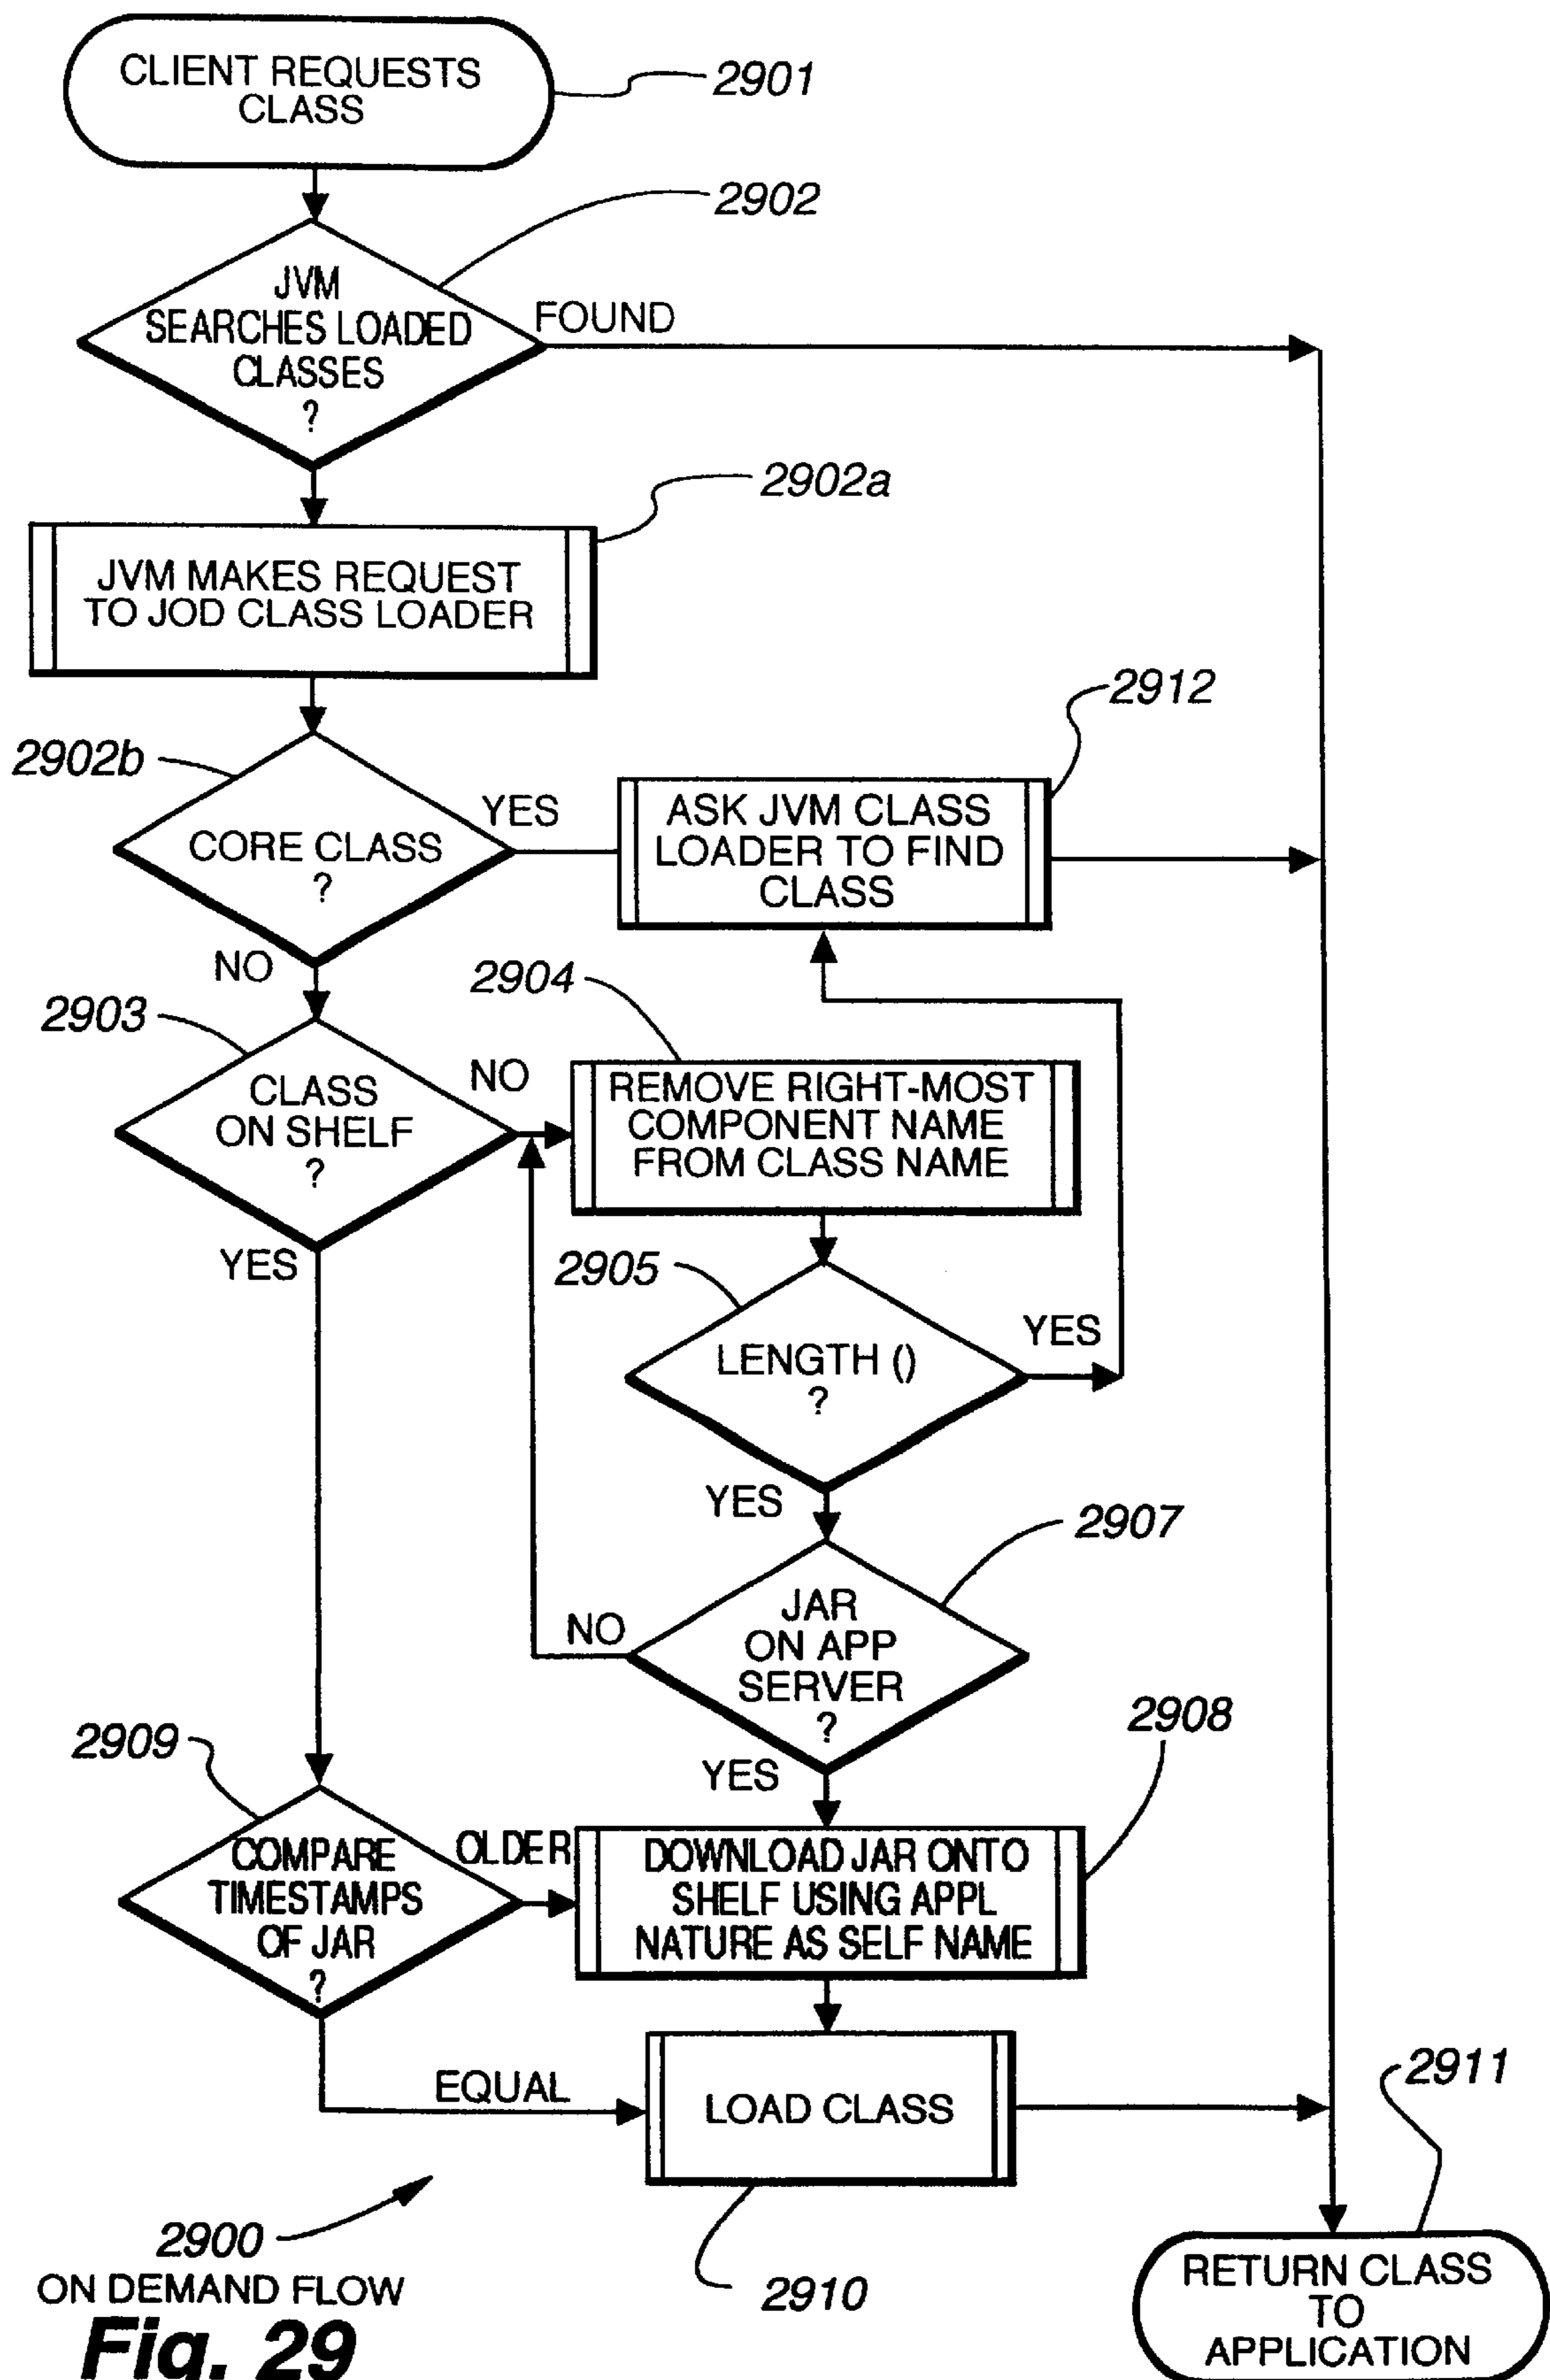 CLIENT REQUESTS
CLASS
2901
2902
JVM
SEARCHES LOADED
CLASSES
?
FOUND
2902a
JVM MAKES REQUEST
TO JOD CLASS LOADER
2912
2902b
CORE CLASS
?
YES
ASK JVM CLASS
LOADER TO FIND
CLASS
NO
2904
2903
CLASS
ON SHELF
?
NO
REMOVE RIGHT-MOST
COMPONENT NAME
FROM CLASS NAME
YES
2905
LENGTH ()
?
YES
YES
2907
JAR
ON APP
SERVER
?
NO
YES
2908
2909
COMPARE
TIMESTAMPS
OF JAR
?
OLDER
DOWNLOAD JAR ONTO
SHELF USING APPL
NATURE AS SELF NAME
EQUAL
LOAD CLASS
2911
2910
RETURN CLASS
TO
APPLICATION
2900
ON DEMAND FLOW
Fig. 29